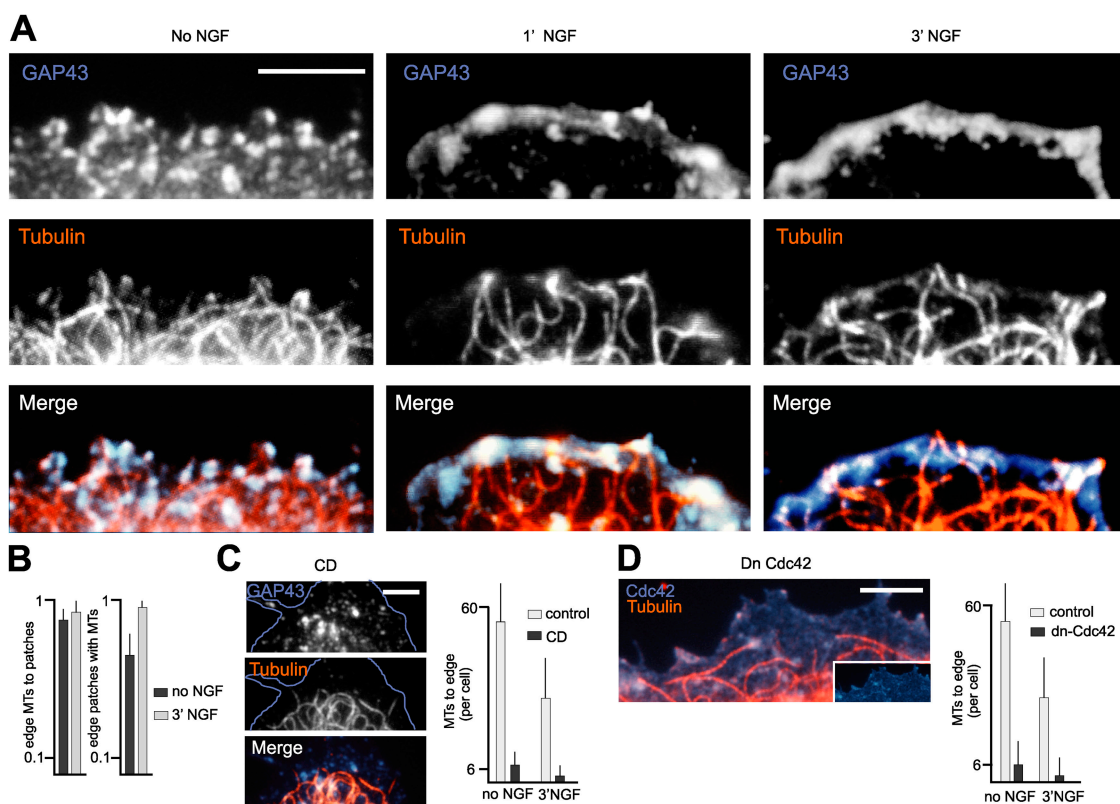 A
No NGF
1’ NGF
3’ NGF
GAP43
GAP43
GAP43
Tubulin
Tubulin
Tubulin
Merge
Merge
Merge
B
1
0.1
0 edge MTs to patches
1
0.1
0 edge patches with MTs
no NGF
3’ NGF
C
CD
GAP43
Tubulin
Merge
60
6
MTs to edge
(per cell)
control
CD
no NGF
3’NGF
D
Dn Cdc42
Cdc42
Tubulin
60
6
MTs to edge
(per cell)
control
dn-Cdc42
no NGF
3’NGF